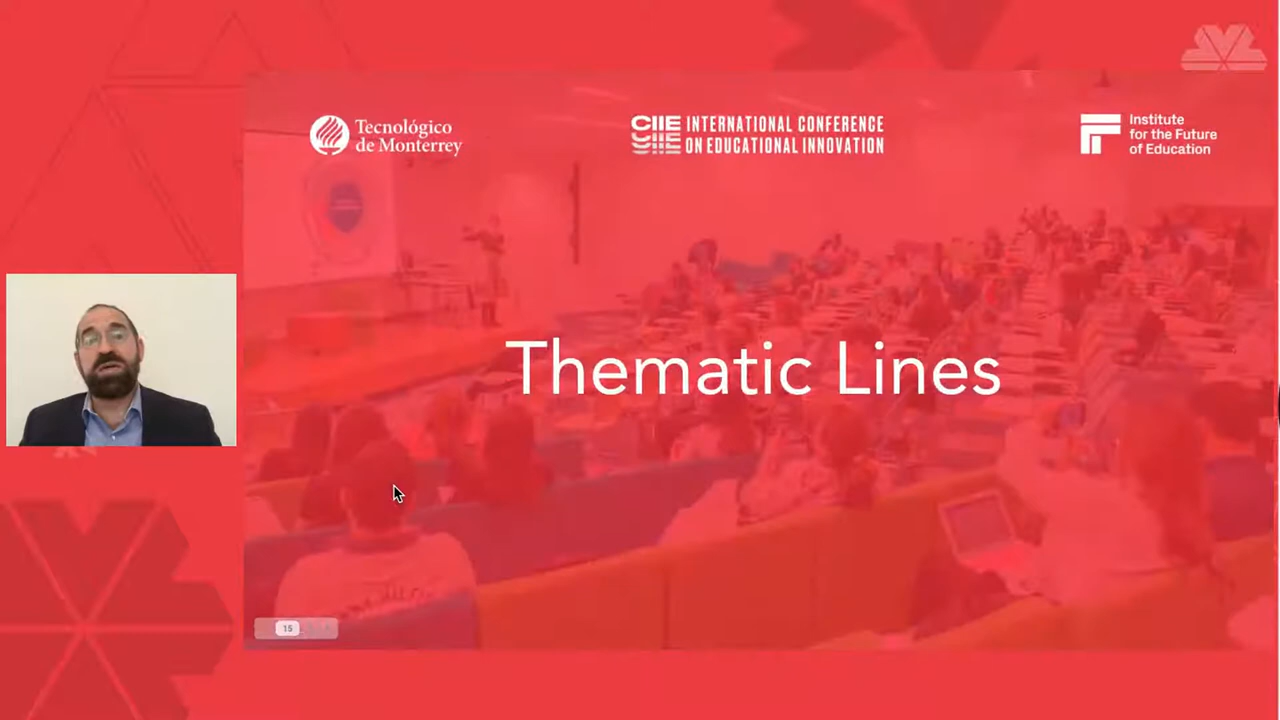 Tecnológico
de Monterrey
CIIE INTERNATIONAL CONFERENCE
ON EDUCATIONAL INNOVATION
Institute
for the Future
of Education
Thematic Lines
15